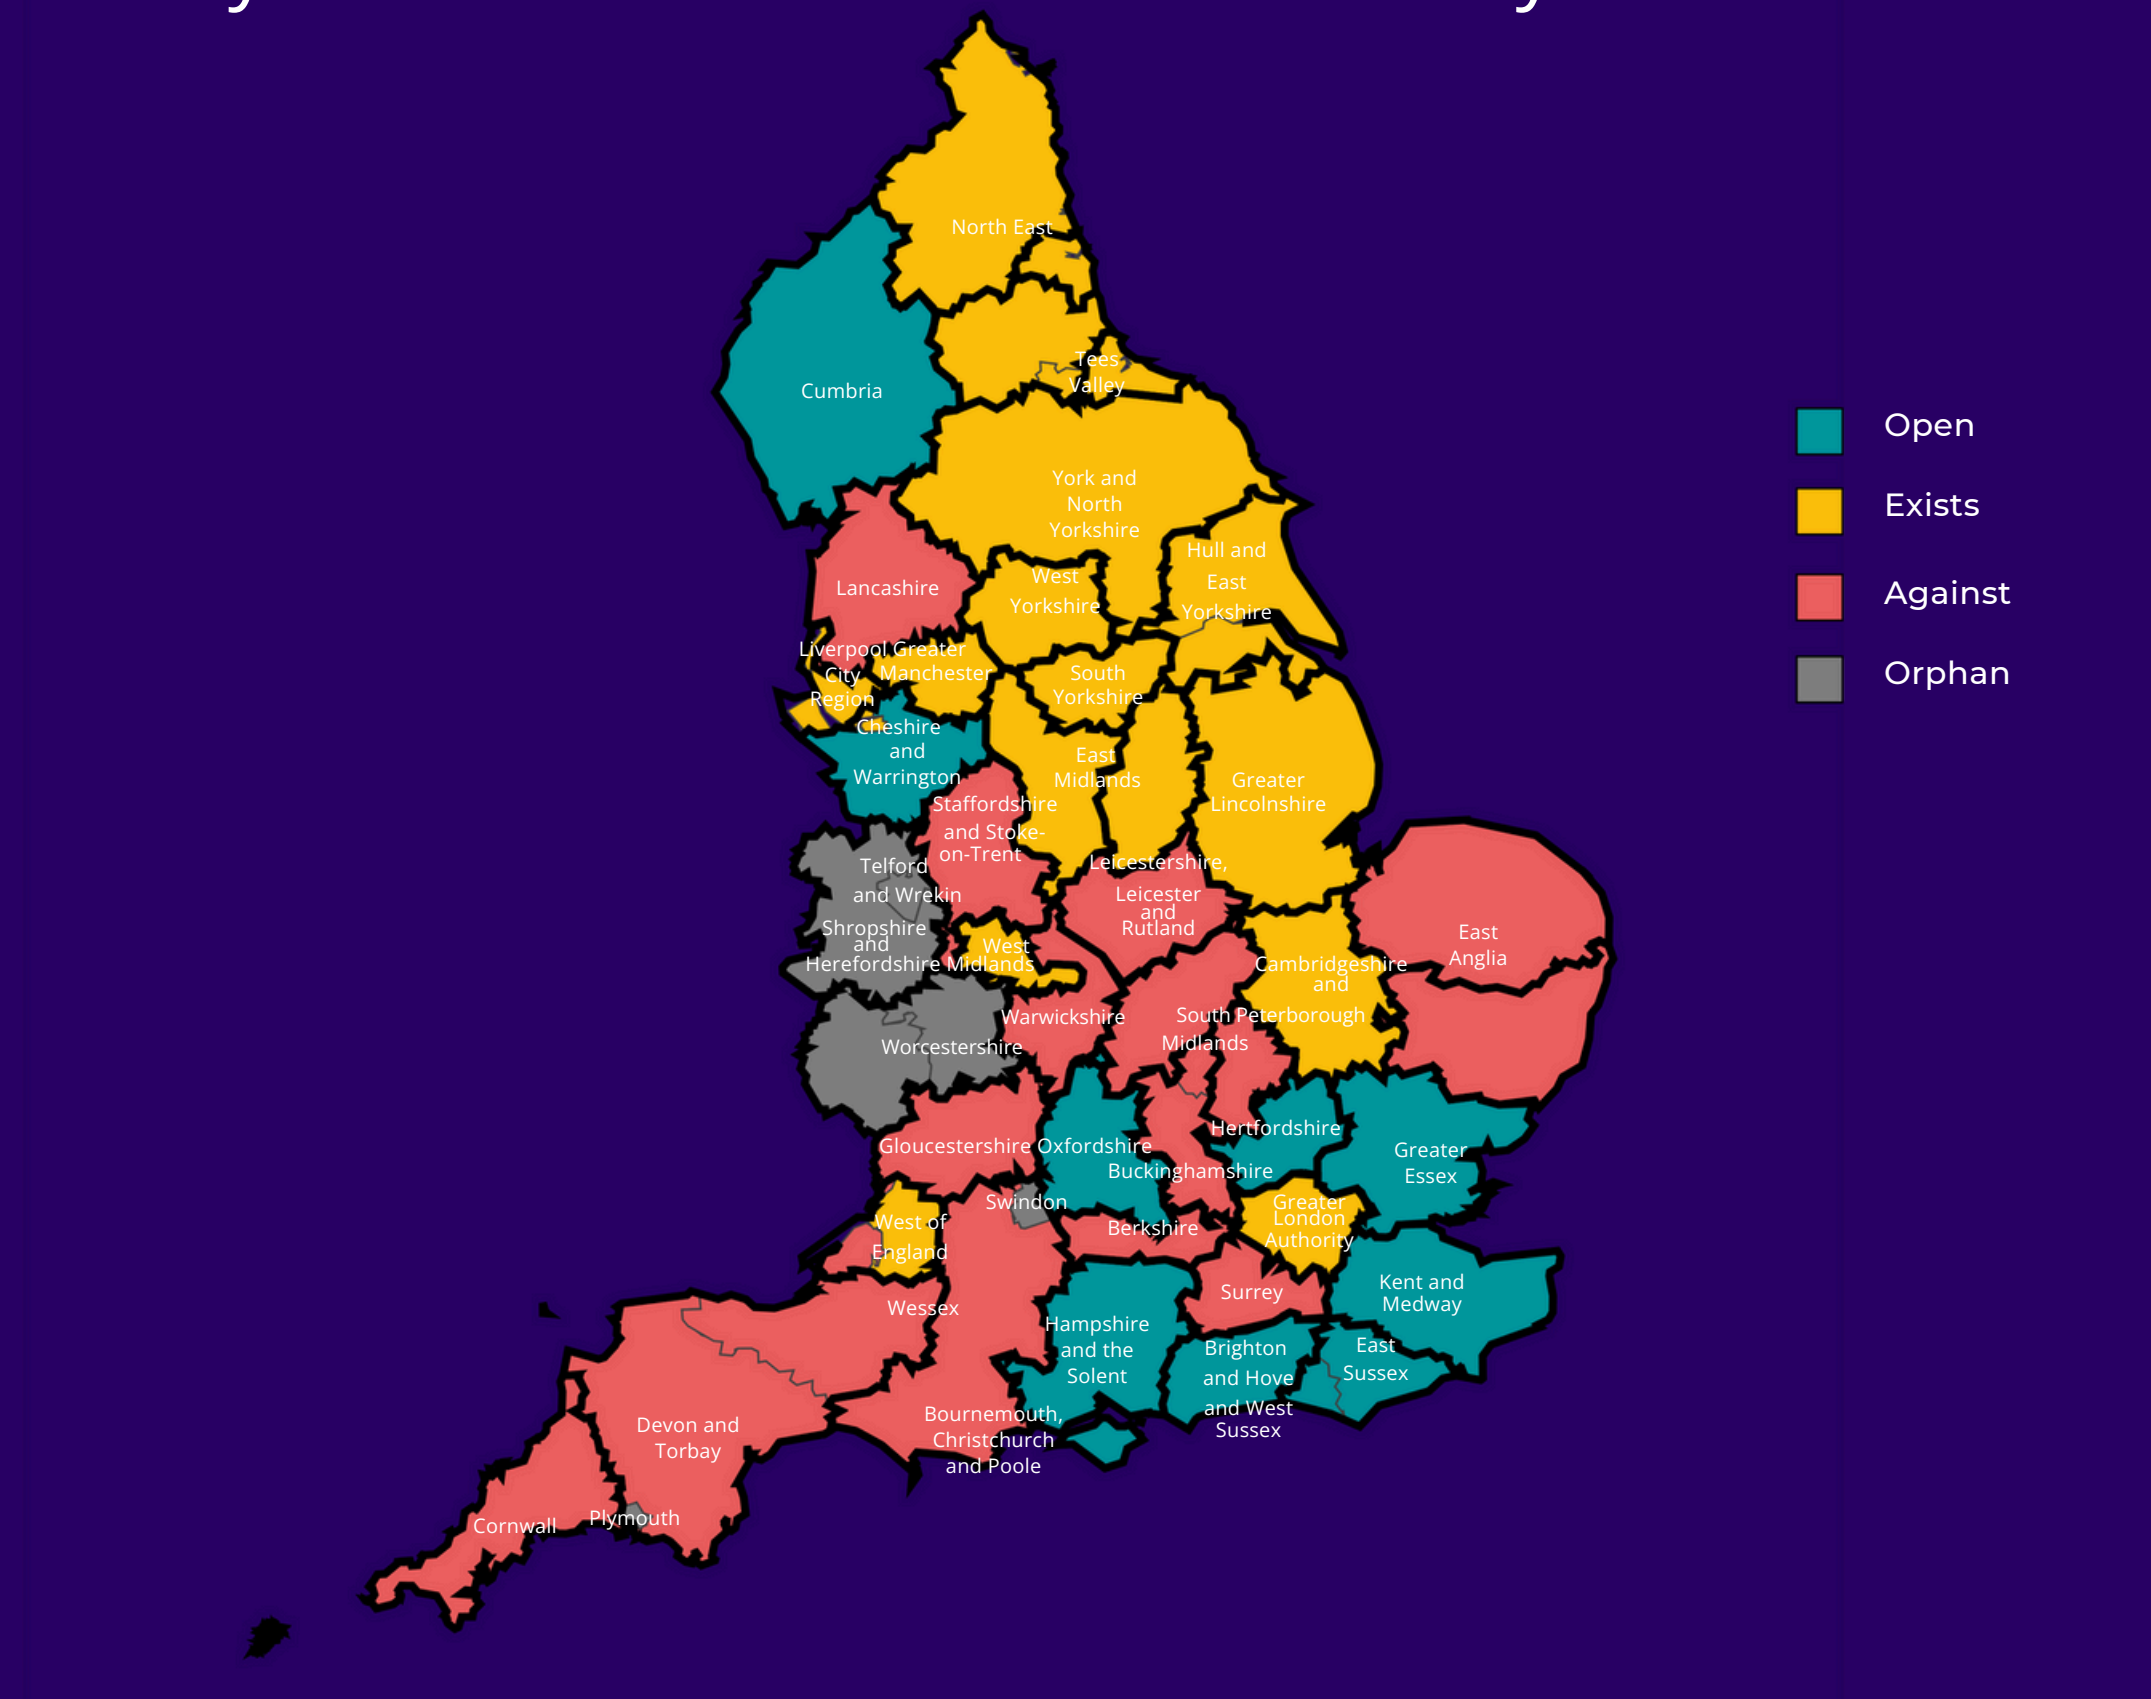 North East
Cumbria
Tees
Valley
York and
North
Yorkshire
Hull and
East
Yorkshire
West
Yorkshire
Lancashire
Liverpool
City
Region
Greater
Manchester
South
Yorkshire
Cheshire
and
Warrington
East
Midlands
Greater
Lincolnshire
Staffordshire
and Stoke-
on-Trent
Telford
and Wrekin
Leicestershire,
Leicester
and
Rutland
Shropshire
and
Herefordshire
West
Midlands
East
Anglia
Cambridgeshire
and
Peterborough
South
Midlands
Warwickshire
Worcestershire
Hertfordshire
Greater
Essex
Gloucestershire
Oxfordshire
Buckinghamshire
Swindon
Greater
London
Authority
West of
England
Berkshire
Kent and
Medway
Surrey
Wessex
Hampshire
and the
Solent
Brighton
and Hove
and West
Sussex
East
Sussex
Bournemouth,
Christchurch
and Poole
Devon and
Torbay
Plymouth
Cornwall
Open
Exists
Against
Orphan